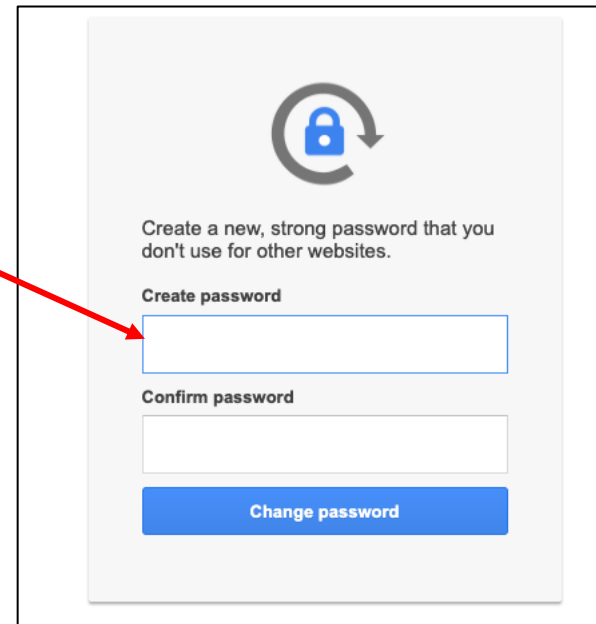 Create a new, strong password that you
don't use for other websites.
Create password
Confirm password
Change password